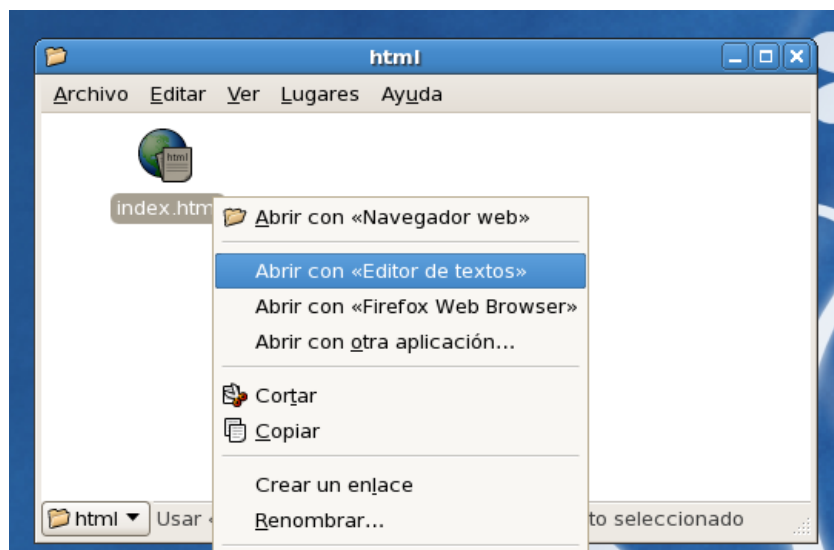 html
Archivo Editar Ver Lugares Ayuda
html
index.htm
Abrir con «Navegador web»
Abrir con «Editor de textos»
Abrir con «Firefox Web Browser»
Abrir con otra aplicación...
Cortar
Copiar
Crear un enlace
Renombrar...
html Usar « to seleccionado